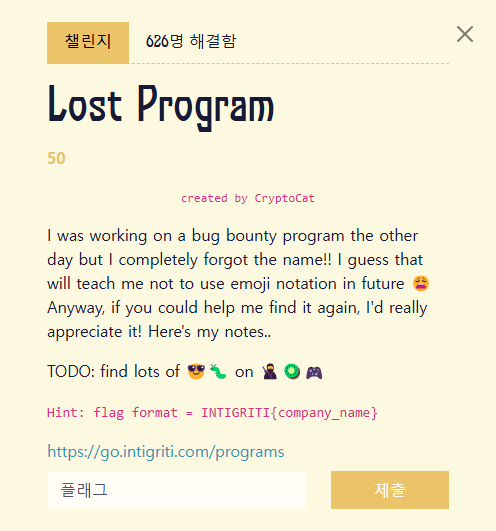 챌린지
626명 해결함
Lost Program
50
created by CryptoCat
I was working on a bug bounty program the other
day but I completely forgot the name!! I guess that
will teach me not to use emoji notation in future 😩
Anyway, if you could help me find it again, I'd really
appreciate it! Here's my notes..
TODO: find lots of 😎🐛 on 🥷🥝🎮
Hint: flag format = INTIGRITI{company_name}
https://go.intigriti.com/programs
플래그
제출